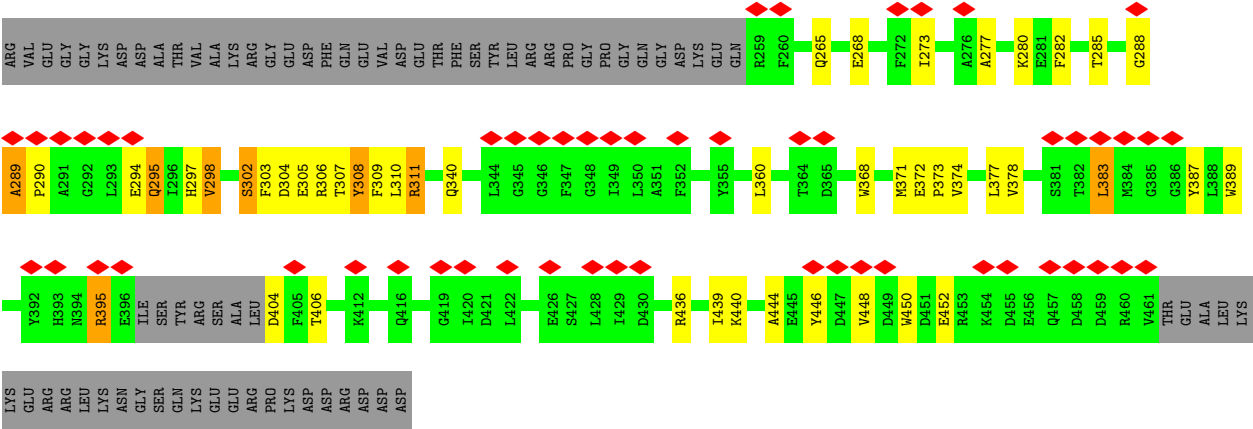 ARG VAL GLU GLY GLY LYS ASP ASP ALA THR VAL ALA LYS ARG GLY GLU ASP PHE GLN GLU VAL ASP GLU THR PHE SER TYR LEU ARG ARG PRO GLY PRO GLY GLN GLY ASP LYS GLU GLN R259 F260 Q265 E268 F272 I273 A276 A277 K280 E281 F282 T285 G288
A289 P290 A291 G292 L293 E294 Q295 I296 H297 V298 S302 F303 D304 E305 R306 T307 Y308 F309 L310 R311 Q340 L344 G345 G346 F347 G348 I349 L350 A351 F352 Y355 L360 T364 D365 W368 M371 E372 P373 V374 L377 V378 S381 T382 L383 M384 G385 G386 Y387 L388 W389
Y392 H393 N394 R395 E396 ILE SER TYR ARG SER ALA LEU D404 F405 T406 K412 Q416 G419 I420 D421 L422 E426 S427 L428 I429 D430 R436 I439 K440 A444 E445 Y446 D447 V448 D449 W450 D451 E452 R453 K454 D455 E456 Q457 D458 D459 R460 V461 THR GLU ALA LEU LYS
LYS GLU ARG ARG LEU LYS ASN GLY SER GLN LYS GLU GLU ARG PRO LYS ASP ASP ARG ASP ASP ASP